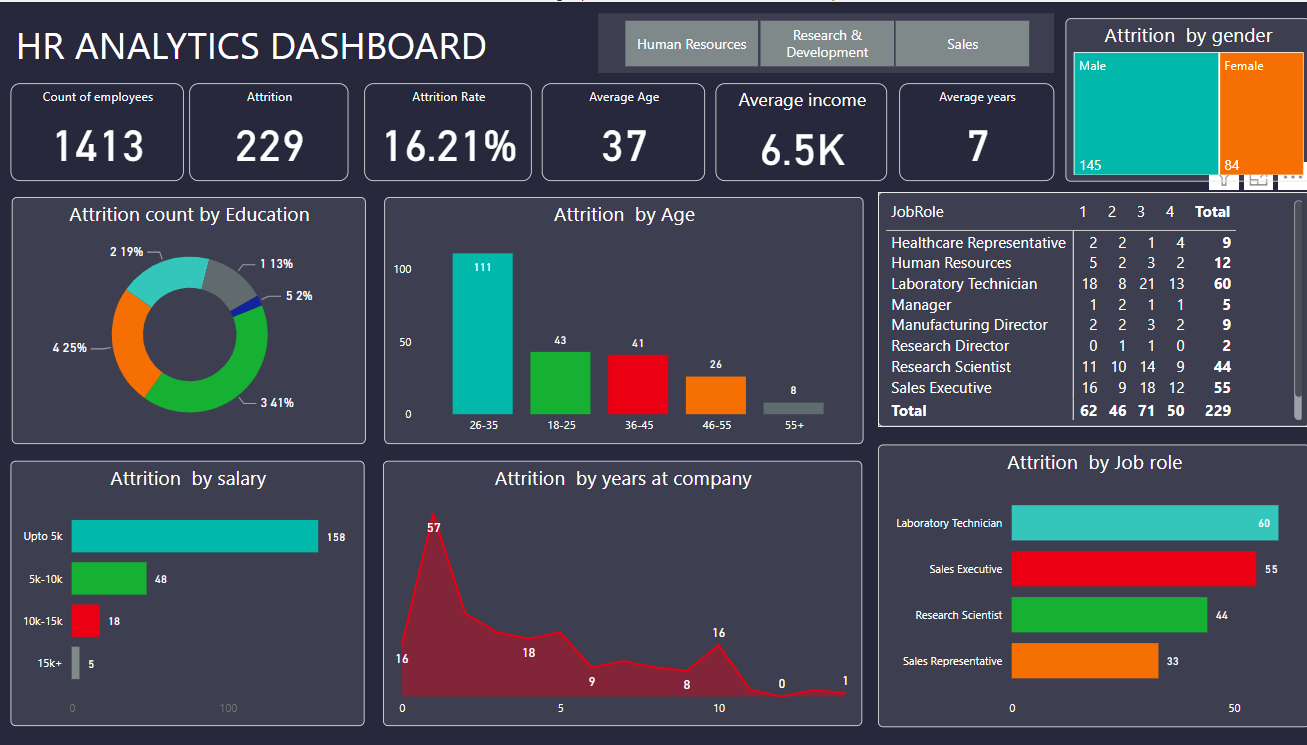 HR ANALYTICS DASHBOARD
Human Resources
Research &
Development
Sales
Attrition by gender
Male
Female
145
84
Count of employees
1413
Attrition
229
Attrition Rate
16.21%
Average Age
37
Average income
6.5K
Average years
7
Attrition count by Education
2 19%
1 13%
5 2%
4 25%
3 41%
Attrition by Age
100
50
0
111
43
41
26
8
26-35
18-25
36-45
46-55
55+
JobRole 1 2 3 4 Total
Healthcare Representative 2 2 1 4 9
Human Resources 5 2 3 2 12
Laboratory Technician 18 8 21 13 60
Manager 1 2 1 1 5
Manufacturing Director 2 2 3 2 9
Research Director 0 1 1 0 2
Research Scientist 11 10 14 9 44
Sales Executive 16 9 18 12 55
Total 62 46 71 50 229
Attrition by salary
Upto 5k 158
5k-10k 48
10k-15k 18
15k+ 5
0 100
Attrition by years at company
57
16
18
9
8
16
0
1
0 5 10
Attrition by Job role
Laboratory Technician 60
Sales Executive 55
Research Scientist 44
Sales Representative 33
0 50